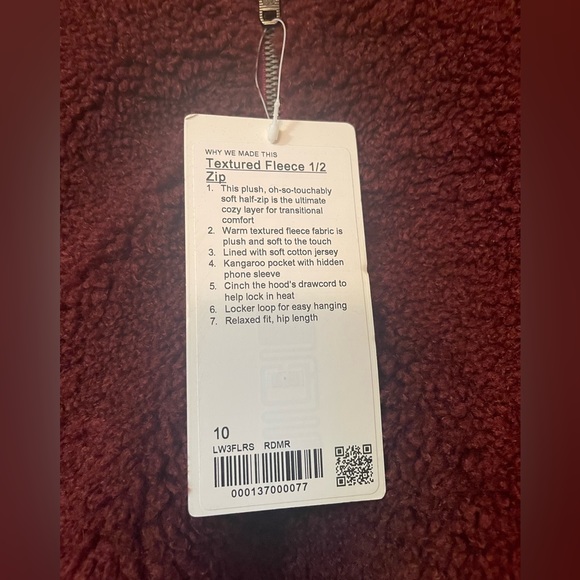 WHY WE MADE THIS
Textured Fleece 1/2
Zip
1. This plush, oh-so-touchably
soft half-zip is the ultimate
cozy layer for transitional
comfort
2. Warm textured fleece fabric is
plush and soft to the touch
3. Lined with soft cotton jersey
4. Kangaroo pocket with hidden
phone sleeve
5. Cinch the hood's drawcord to
help lock in heat
6. Locker loop for easy hanging
7. Relaxed fit, hip length
10
LW3FLRS RDMR
000137000077